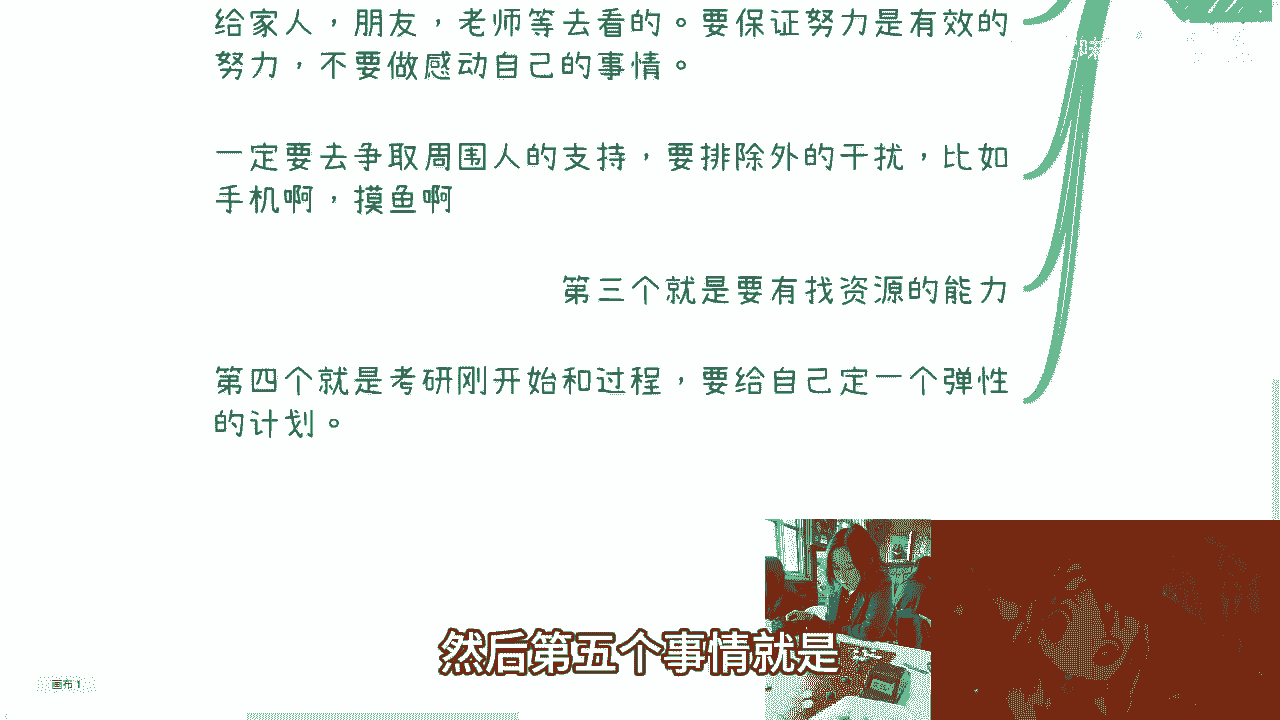 给家人，朋友，老师等去看的。要保证努力是有效的
努力，不要做感动自己的事情。
一定要去争取周围人的支持，要排除外的干扰，比如
手机啊，摸鱼啊
第三个就是要有找资源的能力
第四个就是考研刚开始和过程，要给自己定一个弹性
的计划。
然后第五个事情就是
画布 1